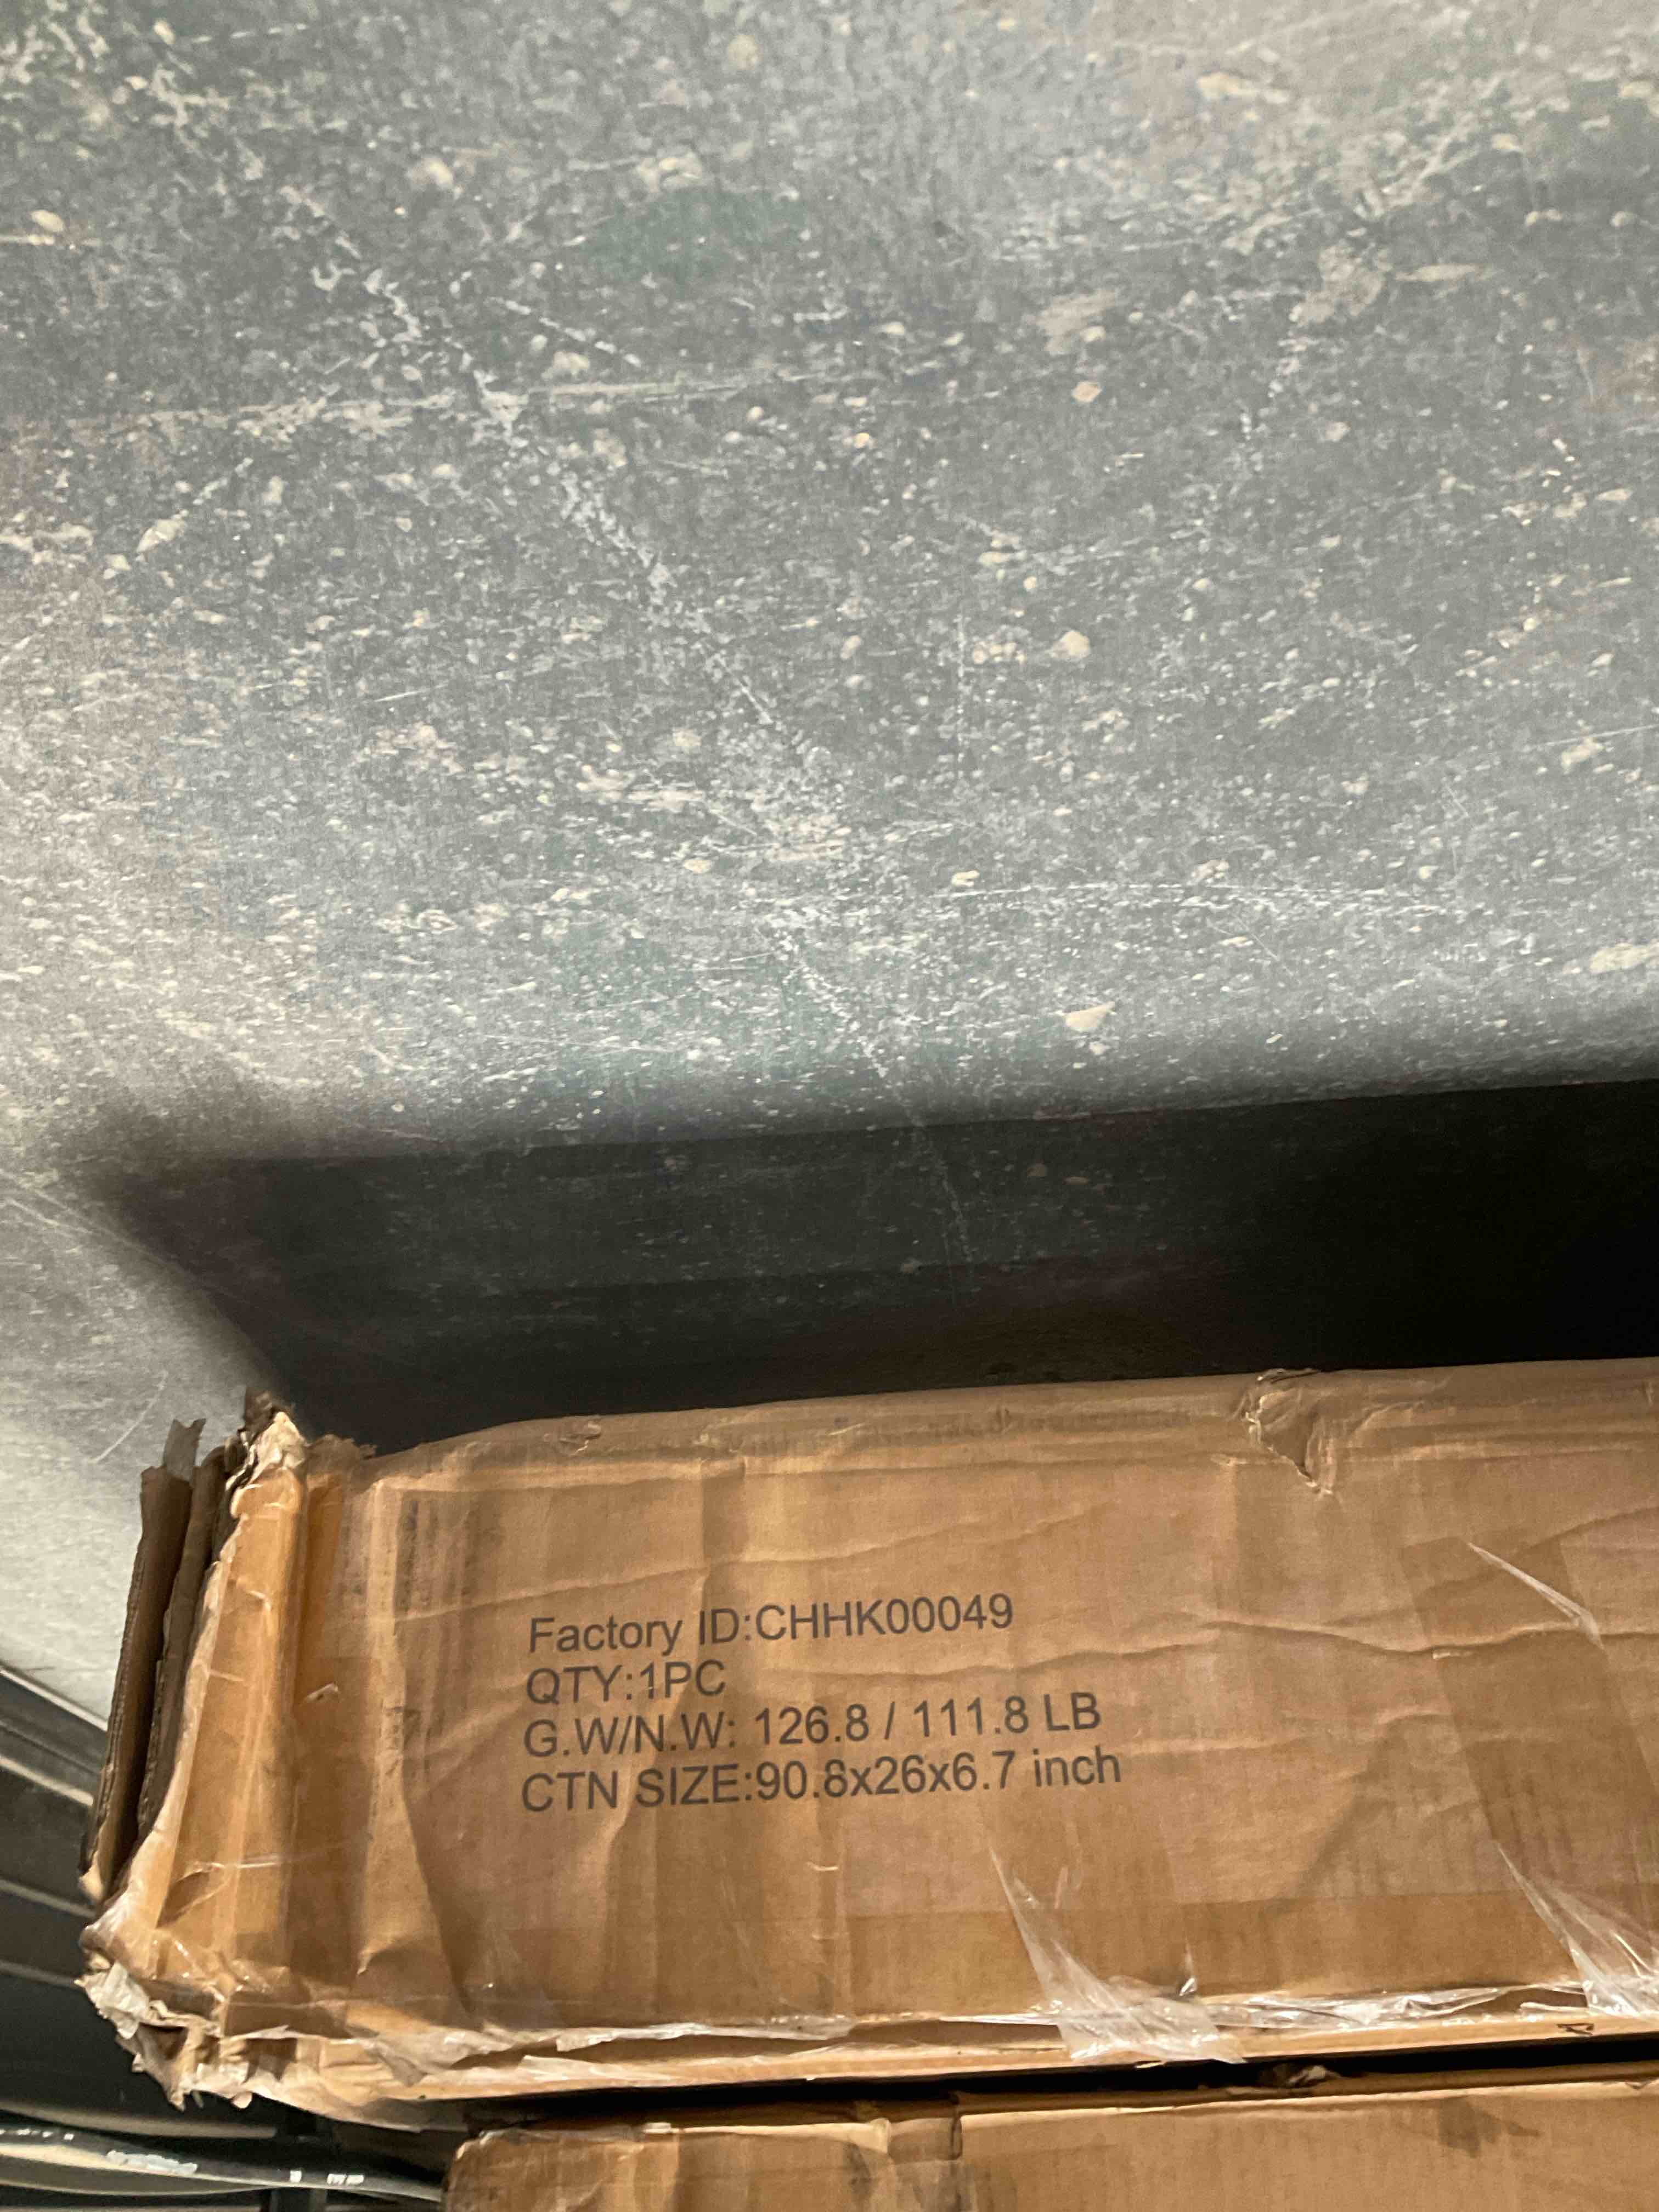 Factory ID:CHHK00049
QTY:1PC
G.W/N.W: 126.8 / 111.8 LB
CTN SIZE:90.8x26x6.7 inch